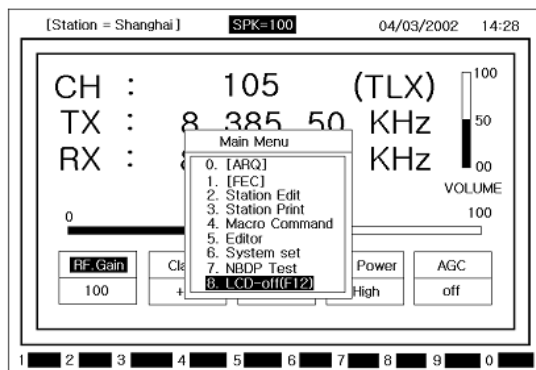 [Station = Shanghai] SPK=100 04/03/2002 14:28
CH : 105 (TLX)
TX : 8 385 50 KHz
RX : 8 KHz
100
50
00
VOLUME
Main Menu
0. [ARQ]
1. [FEC]
2. Station Edit
3. Station Print
4. Macro Command
5. Editor
6. System set
7. NBDP Test
8. LCD-off(F12)
0 100
RF.Gain Cla Power AGC
100 + High off
1 2 3 4 5 6 7 8 9 0